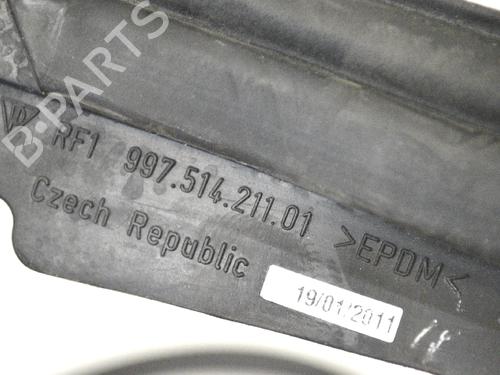 B-PARTS
RF1 997.514.211.01
Czech Republic
>EPDM<
19/01/2011